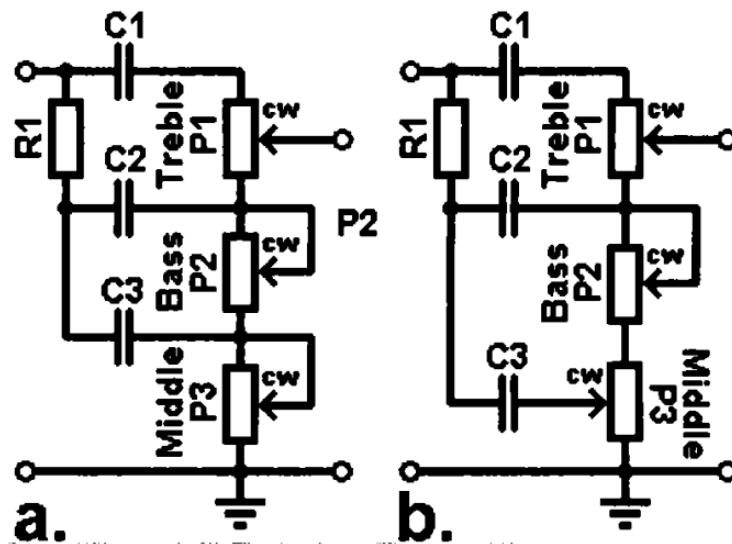 C1
Treble
P1
cw
R1
C2
P2
Bass
P2
cw
C3
Middle
P3
cw
a.
C1
Treble
P1
cw
R1
C2
Bass
P2
cw
C3
cw
Middle
P3
b.